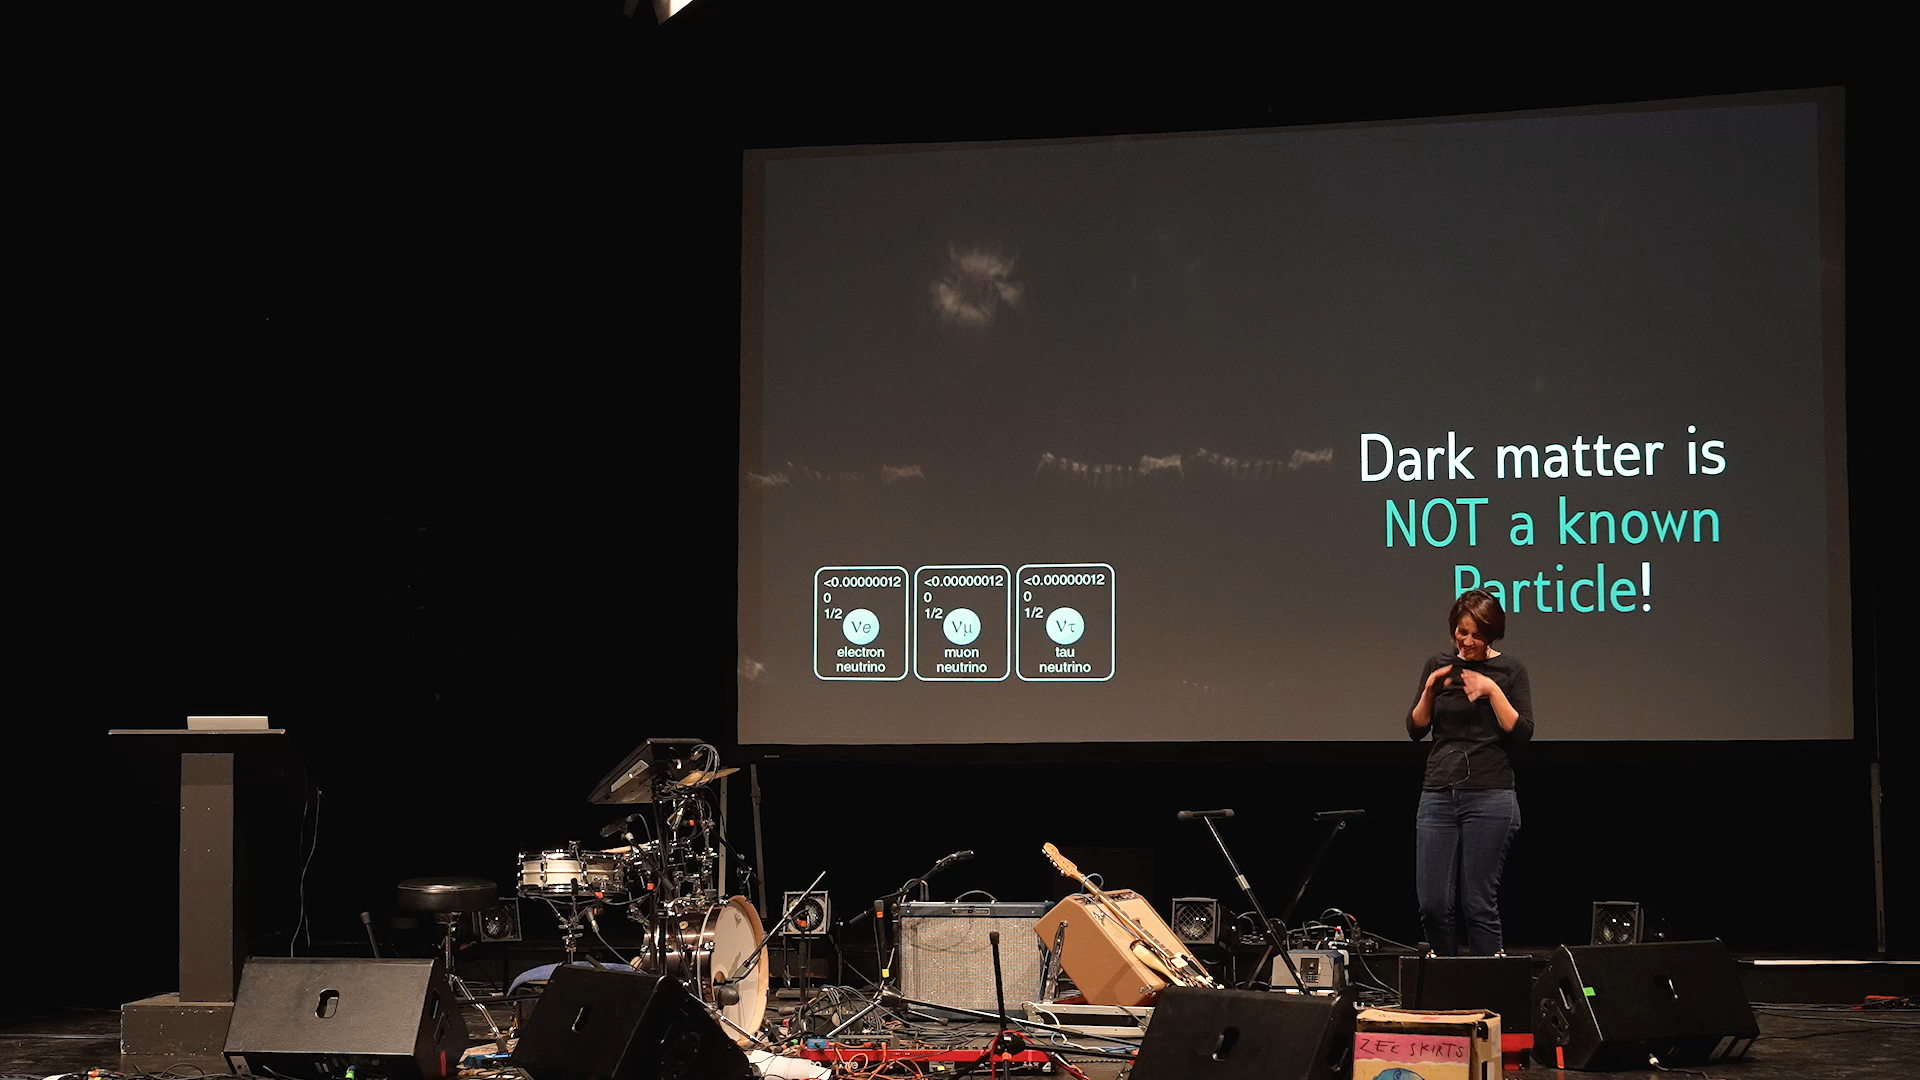 Dark matter is
NOT a known
Particle!
<0.00000012
0
1/2
νe
electron
neutrino
<0.00000012
0
1/2
νμ
muon
neutrino
<0.00000012
0
1/2
ντ
tau
neutrino
ZEE SKIRTS